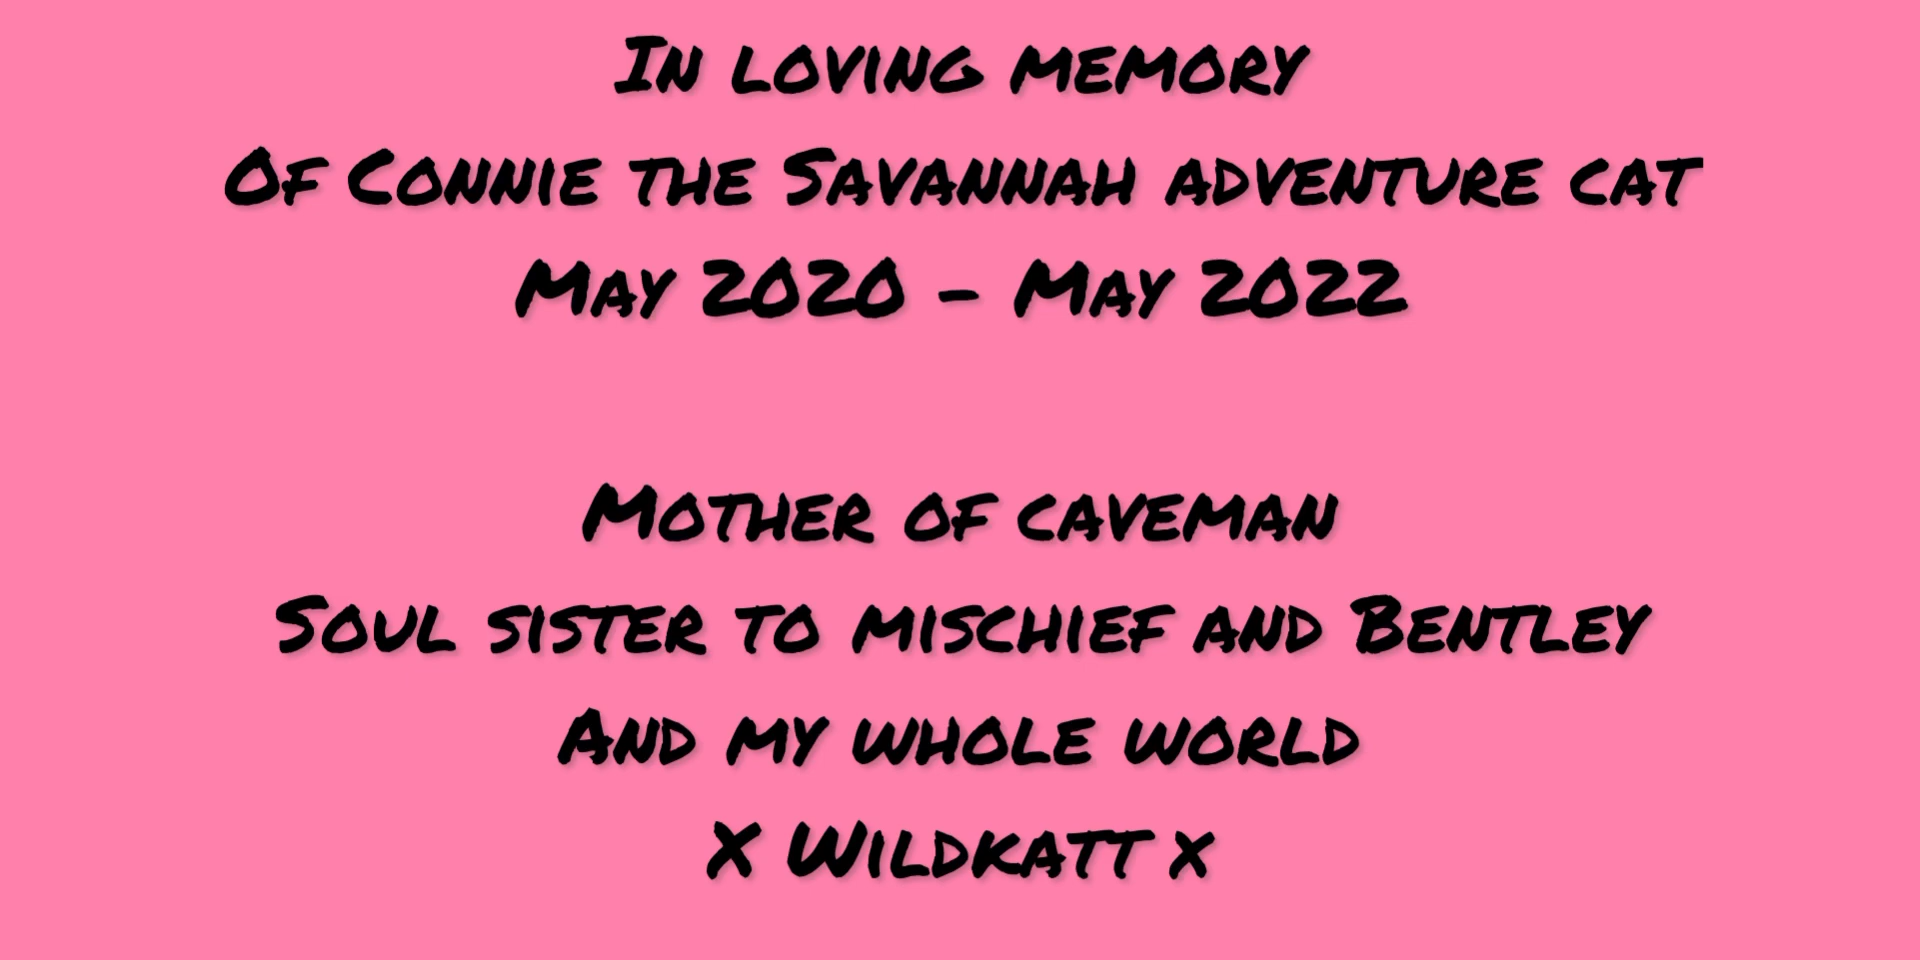 In loving memory
Of Connie the Savannah adventure cat
May 2020 - May 2022
Mother of caveman
Soul sister to mischief and Bentley
And my whole world
X Wildkatt x